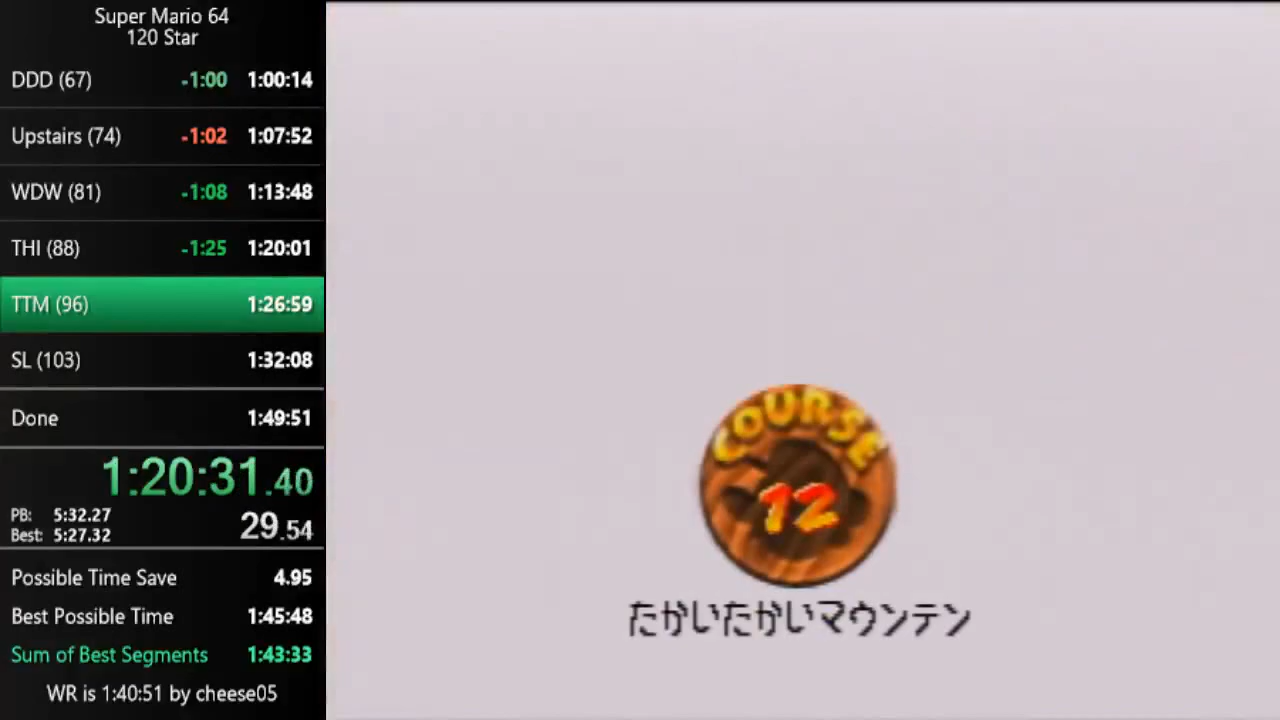 Super Mario 64
120 Star
DDD (67) -1:00 1:00:14
Upstairs (74) -1:02 1:07:52
WDW (81) -1:08 1:13:48
THI (88) -1:25 1:20:01
TTM (96) 1:26:59
SL (103) 1:32:08
Done 1:49:51
1:20:31.40
PB: 5:32.27
Best: 5:27.32
29.54
Possible Time Save 4.95
Best Possible Time 1:45:48
Sum of Best Segments 1:43:33
WR is 1:40:51 by cheese05
COURSE
12
たかいたかいマウンテン